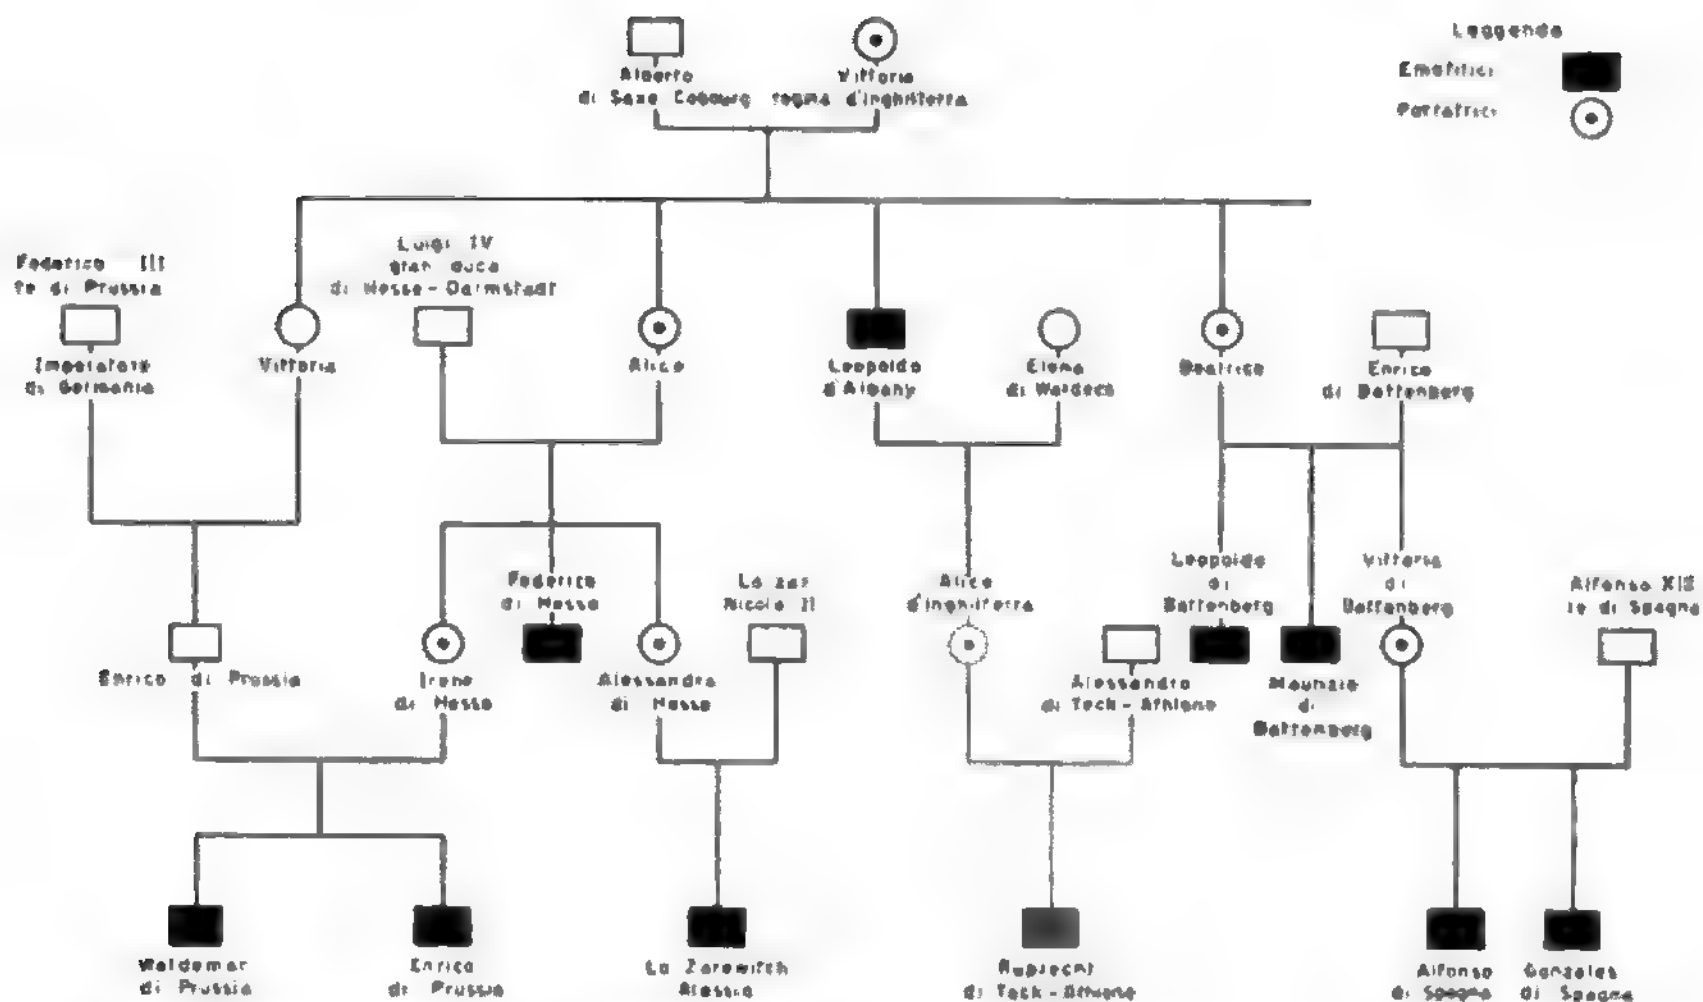 Leggenda
Emofilici
Portatrici
Alberto
di Saxe Cobourg
Vittoria
regina d'inghilterra
Federico III
re di Prussia
Imperatore
di Germania
Vittoria
Luigi IV
gran duca
di Hesse-Darmstadt
Alice
Leopoldo
d'Albany
Elena
di Waldeck
Beatrice
Enrico
di Battenberg
Enrico di Prussia
Irene
di Hesse
Federico
di Hesse
Alessandra
di Hesse
Lo zar
Nicola II
Alice
d'Inghilterra
Alessandro
di Teck-Athlone
Leopoldo
di
Battenberg
Maurizio
di
Battenberg
Vittoria
di
Battenberg
Alfonso XIII
re di Spagna
Waldemar
di Prussia
Enrico
di Prussia
Lo Zarewitch
Alessio
Ruprecht
di Teck-Athlone
Alfonso
di Spagna
Gonzales
di Spagna